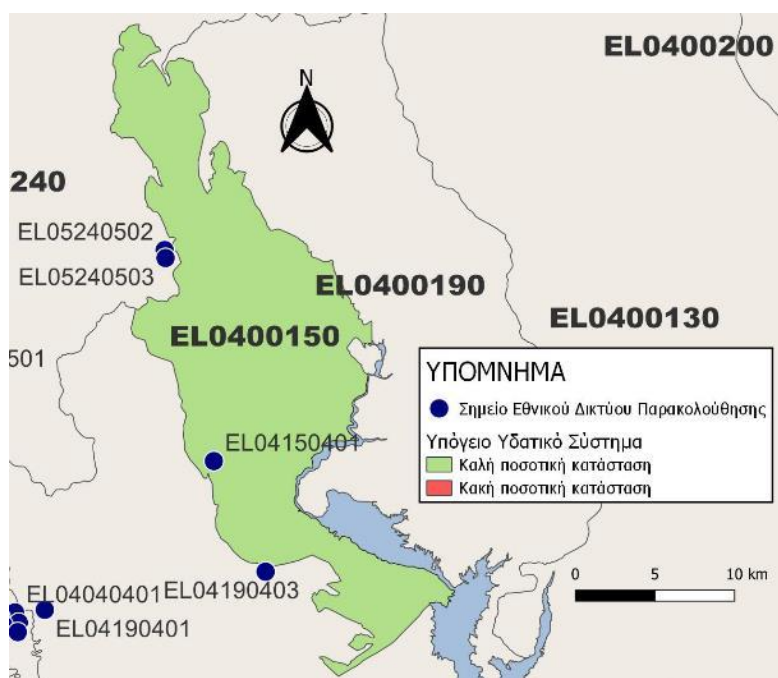 EL0400200
N
240
EL05240502
EL05240503
EL0400190
EL0400150
EL0400130
501
ΥΠΟΜΝΗΜΑ
Σημείο Εθνικού Δικτύου Παρακολούθησης
Υπόγειο Υδατικό Σύστημα
Καλή ποσοτική κατάσταση
Κακή ποσοτική κατάσταση
EL04150401
EL04190403
0 5 10 km
EL04040401
EL04190401